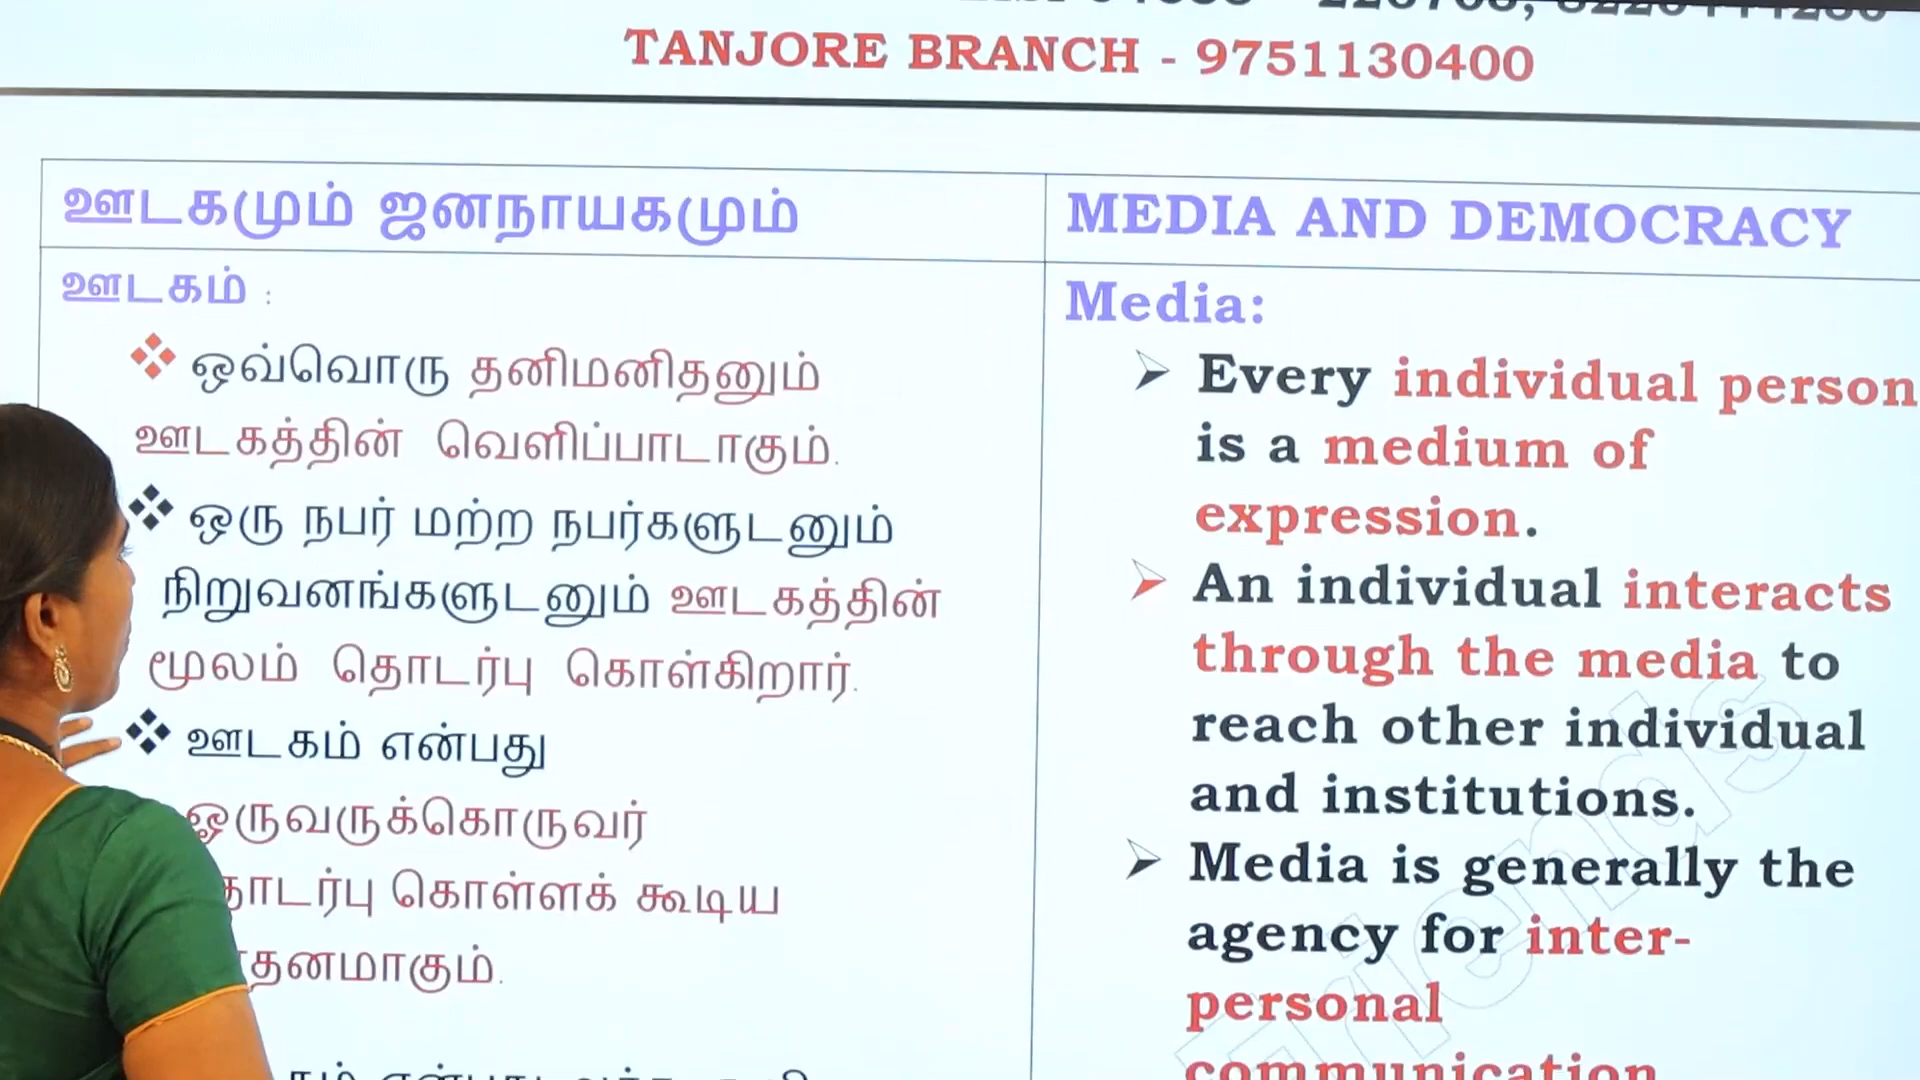 TANJORE BRANCH - 9751130400
ஊடகமும் ஜனநாயகமும்
ஊடகம் :
❖ ஒவ்வொரு தனிமனிதனும்
ஊடகத்தின் வெளிப்பாடாகும்.
❖ ஒரு நபர் மற்ற நபர்களுடனும்
நிறுவனங்களுடனும் ஊடகத்தின்
மூலம் தொடர்பு கொள்கிறார்.
❖ ஊடகம் என்பது
ஒருவருக்கொருவர்
கொள்ளக் கூடிய
MEDIA AND DEMOCRACY
Media:
➢ Every individual person
is a medium of
expression.
➢ An individual interacts
through the media to
reach other individual
and institutions.
➢ Media is generally the
agency for inter-
personal
communication
Friends